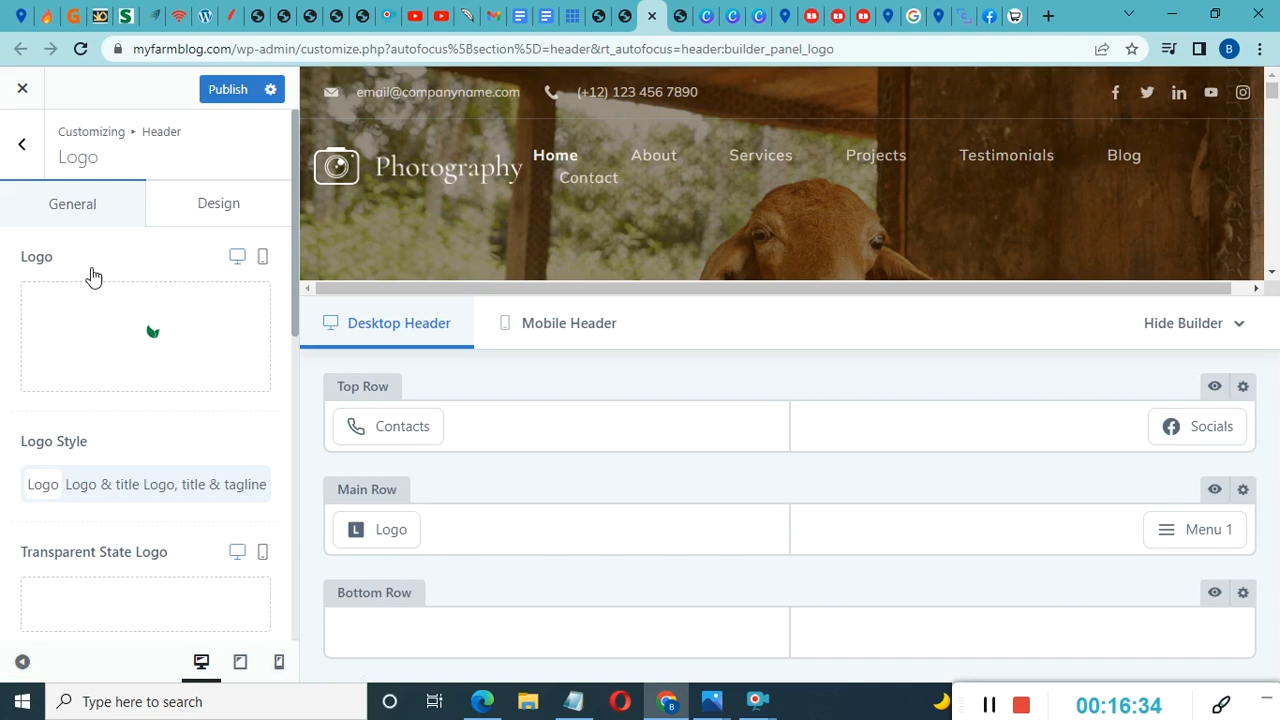 myfarmblog.com/wp-admin/customize.php?autofocus%5Bsection%5D=header&rt_autofocus=header:builder_panel_logo
B
Publish
Customizing ▸ Header
Logo
General
Design
Logo
Logo Style
Logo Logo & title Logo, title & tagline
Transparent State Logo
email@companyname.com
(+12) 123 456 7890
Photography
Home About Services Projects Testimonials Blog
Contact
Desktop Header
Mobile Header
Hide Builder
Top Row
Contacts
Socials
Main Row
L Logo
Menu 1
Bottom Row
Type here to search
00:16:34